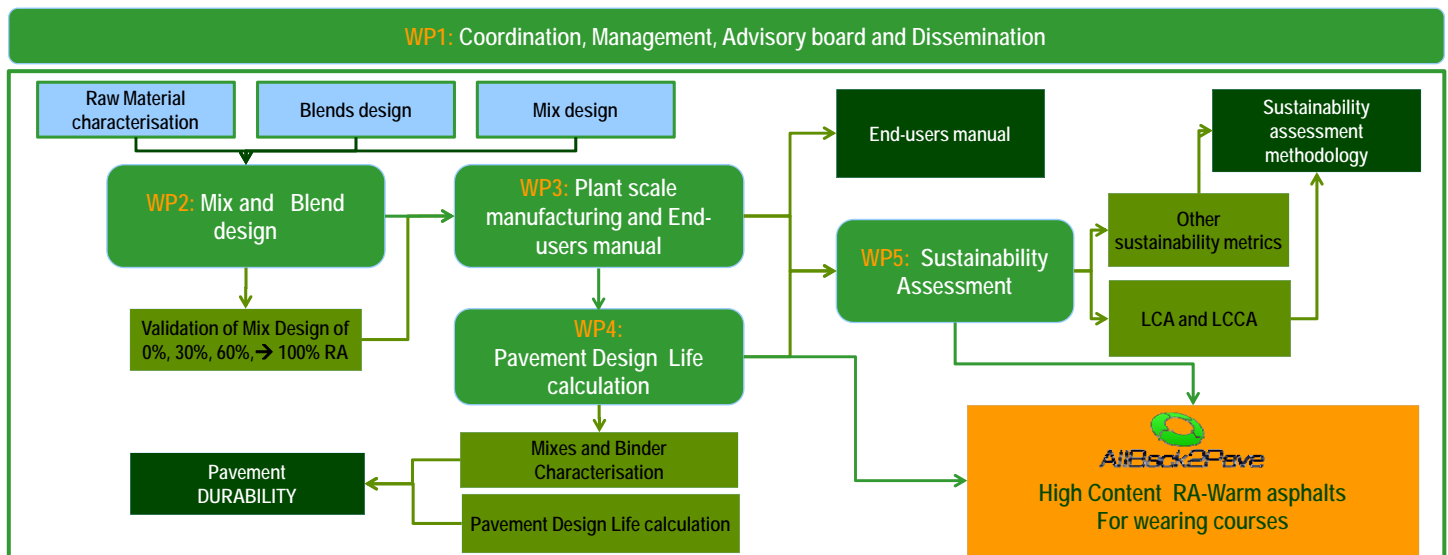 WP1: Coordination, Management, Advisory board and Dissemination
Raw Material
characterisation
Blends design
Mix design
End-users manual
Sustainability
assessment
methodology
WP2: Mix and Blend
design
WP3: Plant scale
manufacturing and End-
users manual
Other
sustainability metrics
WP5: Sustainability
Assessment
LCA and LCCA
Validation of Mix Design of
0%, 30%, 60%,→ 100% RA
WP4:
Pavement Design Life
calculation
Mixes and Binder
Characterisation
Pavement
DURABILITY
Pavement Design Life calculation
AllBack2Pave
High Content RA-Warm asphalts
For wearing courses